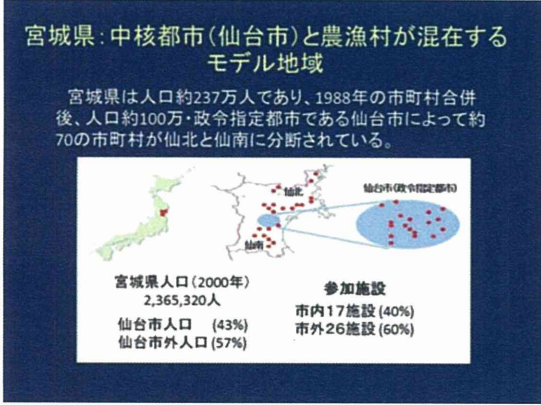 宮城県：中核都市（仙台市）と農漁村が混在する
モデル地域
宮城県は人口約237万人であり、1988年の市町村合併
後、人口約100万・政令指定都市である仙台市によって約
70の市町村が仙北と仙南に分断されている。
仙北
仙台市（政令指定都市）
仙南
宮城県人口（2000年）
2,365,320人
仙台市人口 (43%)
仙台市外人口(57%)
参加施設
市内17施設(40%)
市外26施設(60%)